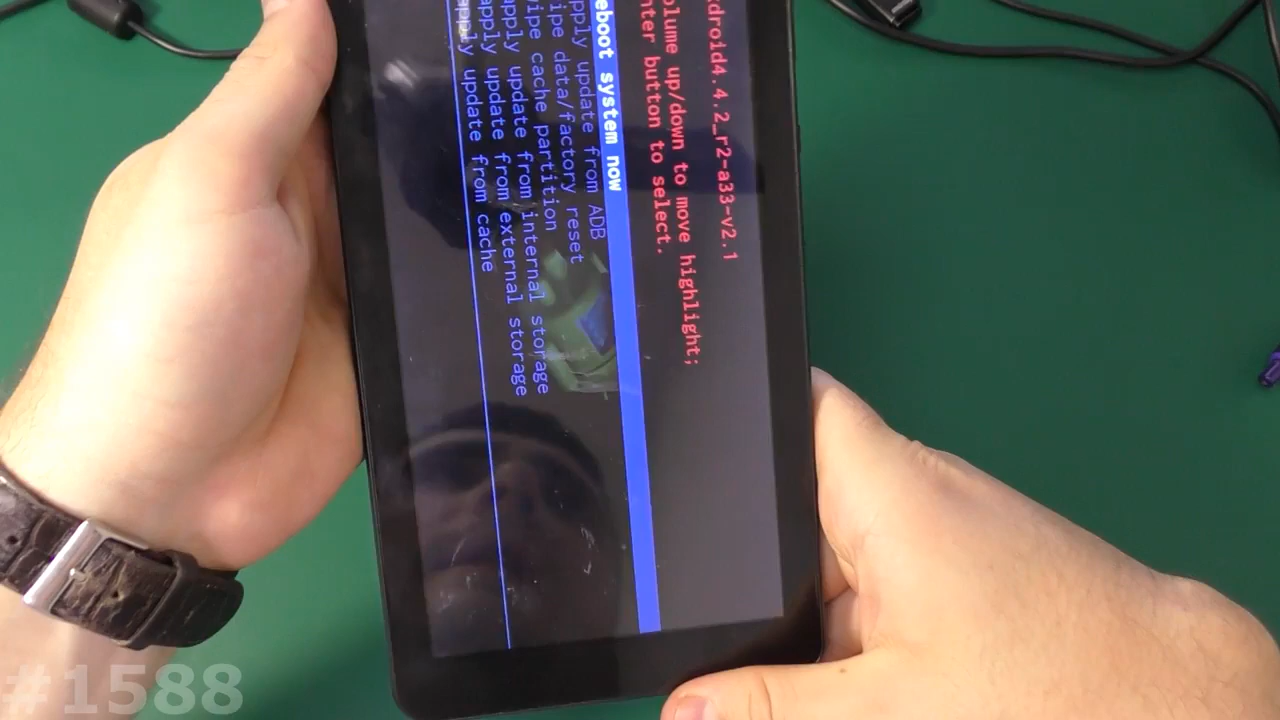 droid4.4.2_r2-a33-v2.1
olume up/down to move highlight;
nter button to select.
eboot system now
pply update from ADB
ipe data/factory reset
ipe cache partition
apply update from internal storage
apply update from external storage
apply update from cache
#1588